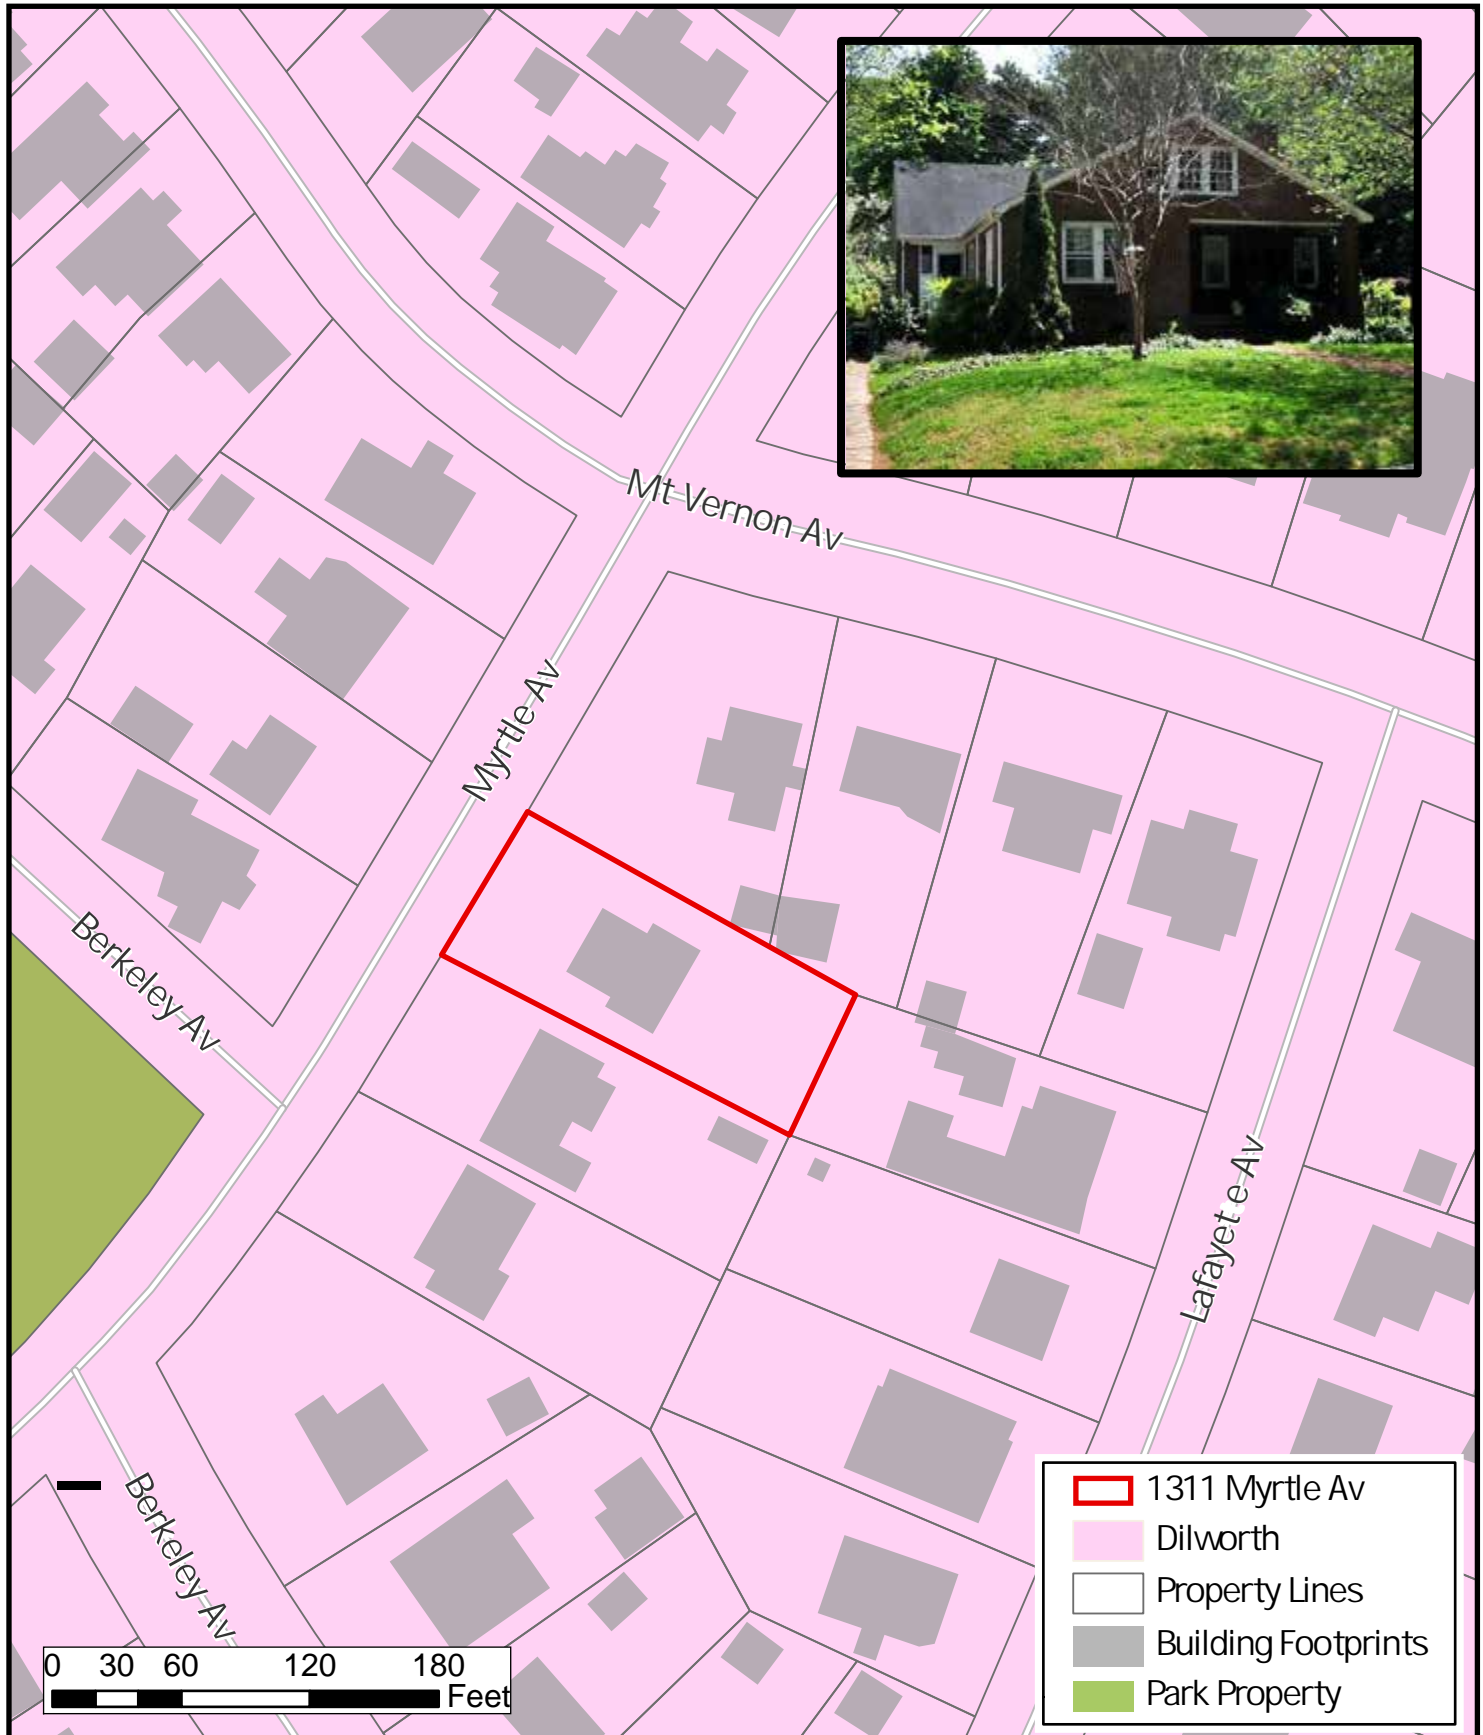 Mt Vernon Av
Myrtle Av
Berkeley Av
Lafayet e Av
Berkeley Av
1311 Myrtle Av
Dilworth
Property Lines
Building Footprints
Park Property
0 30 60 120 180
Feet